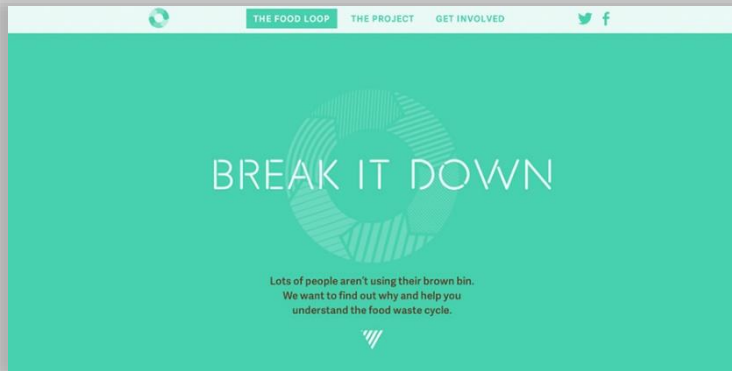 THE FOOD LOOP THE PROJECT GET INVOLVED
BREAK IT DOWN
Lots of people aren't using their brown bin.
We want to find out why and help you
understand the food waste cycle.